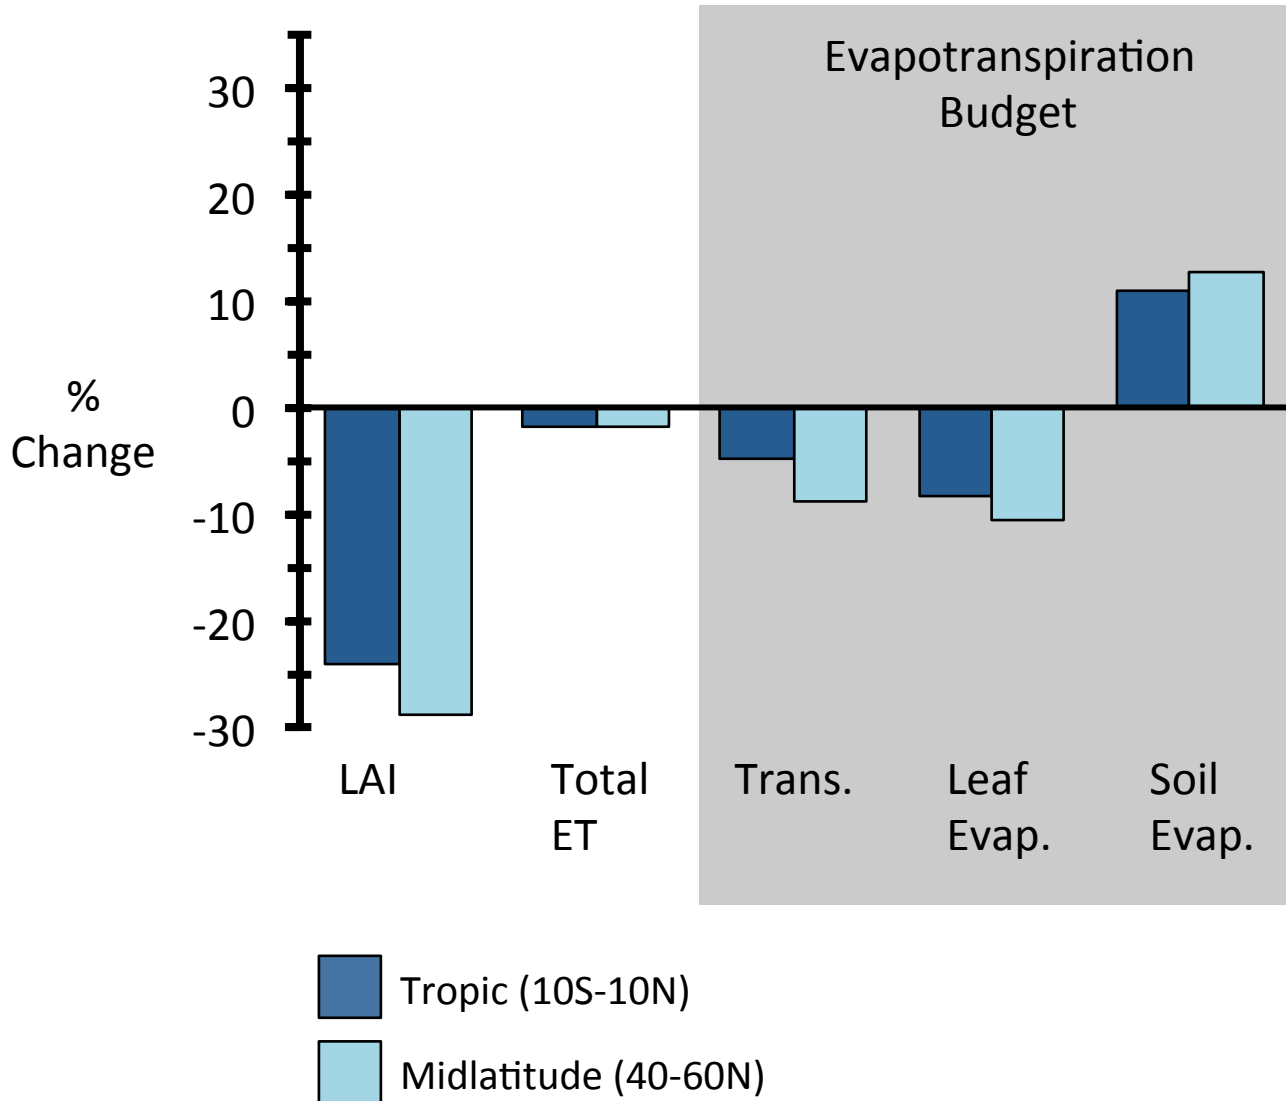 Evapotranspiration
Budget
30
20
10
0
-10
-20
-30
%
Change
LAI
Total
ET
Trans.
Leaf
Evap.
Soil
Evap.
Tropic (10S-10N)
Midlatitude (40-60N)